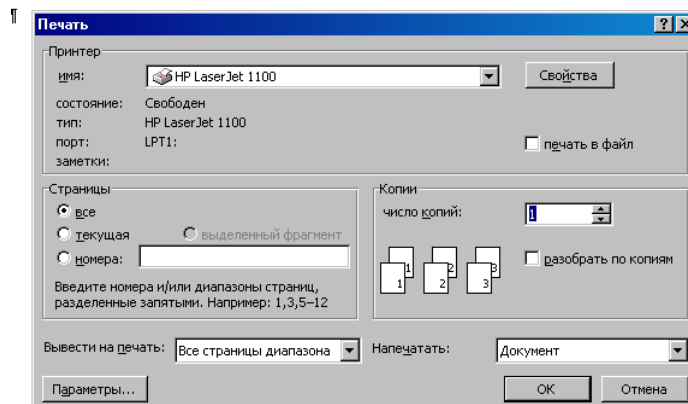 ¶
Печать
Принтер
имя: HP LaserJet 1100 Свойства
состояние: Свободен
тип: HP LaserJet 1100
порт: LPT1: печать в файл
заметки:
Страницы
все
текущая выделенный фрагмент
номера:
Введите номера и/или диапазоны страниц,
разделенные запятыми. Например: 1,3,5–12
Копии
число копий: 1
1 2 3
1 2 3
разобрать по копиям
Вывести на печать: Все страницы диапазона Напечатать: Документ
Параметры... ОК Отмена